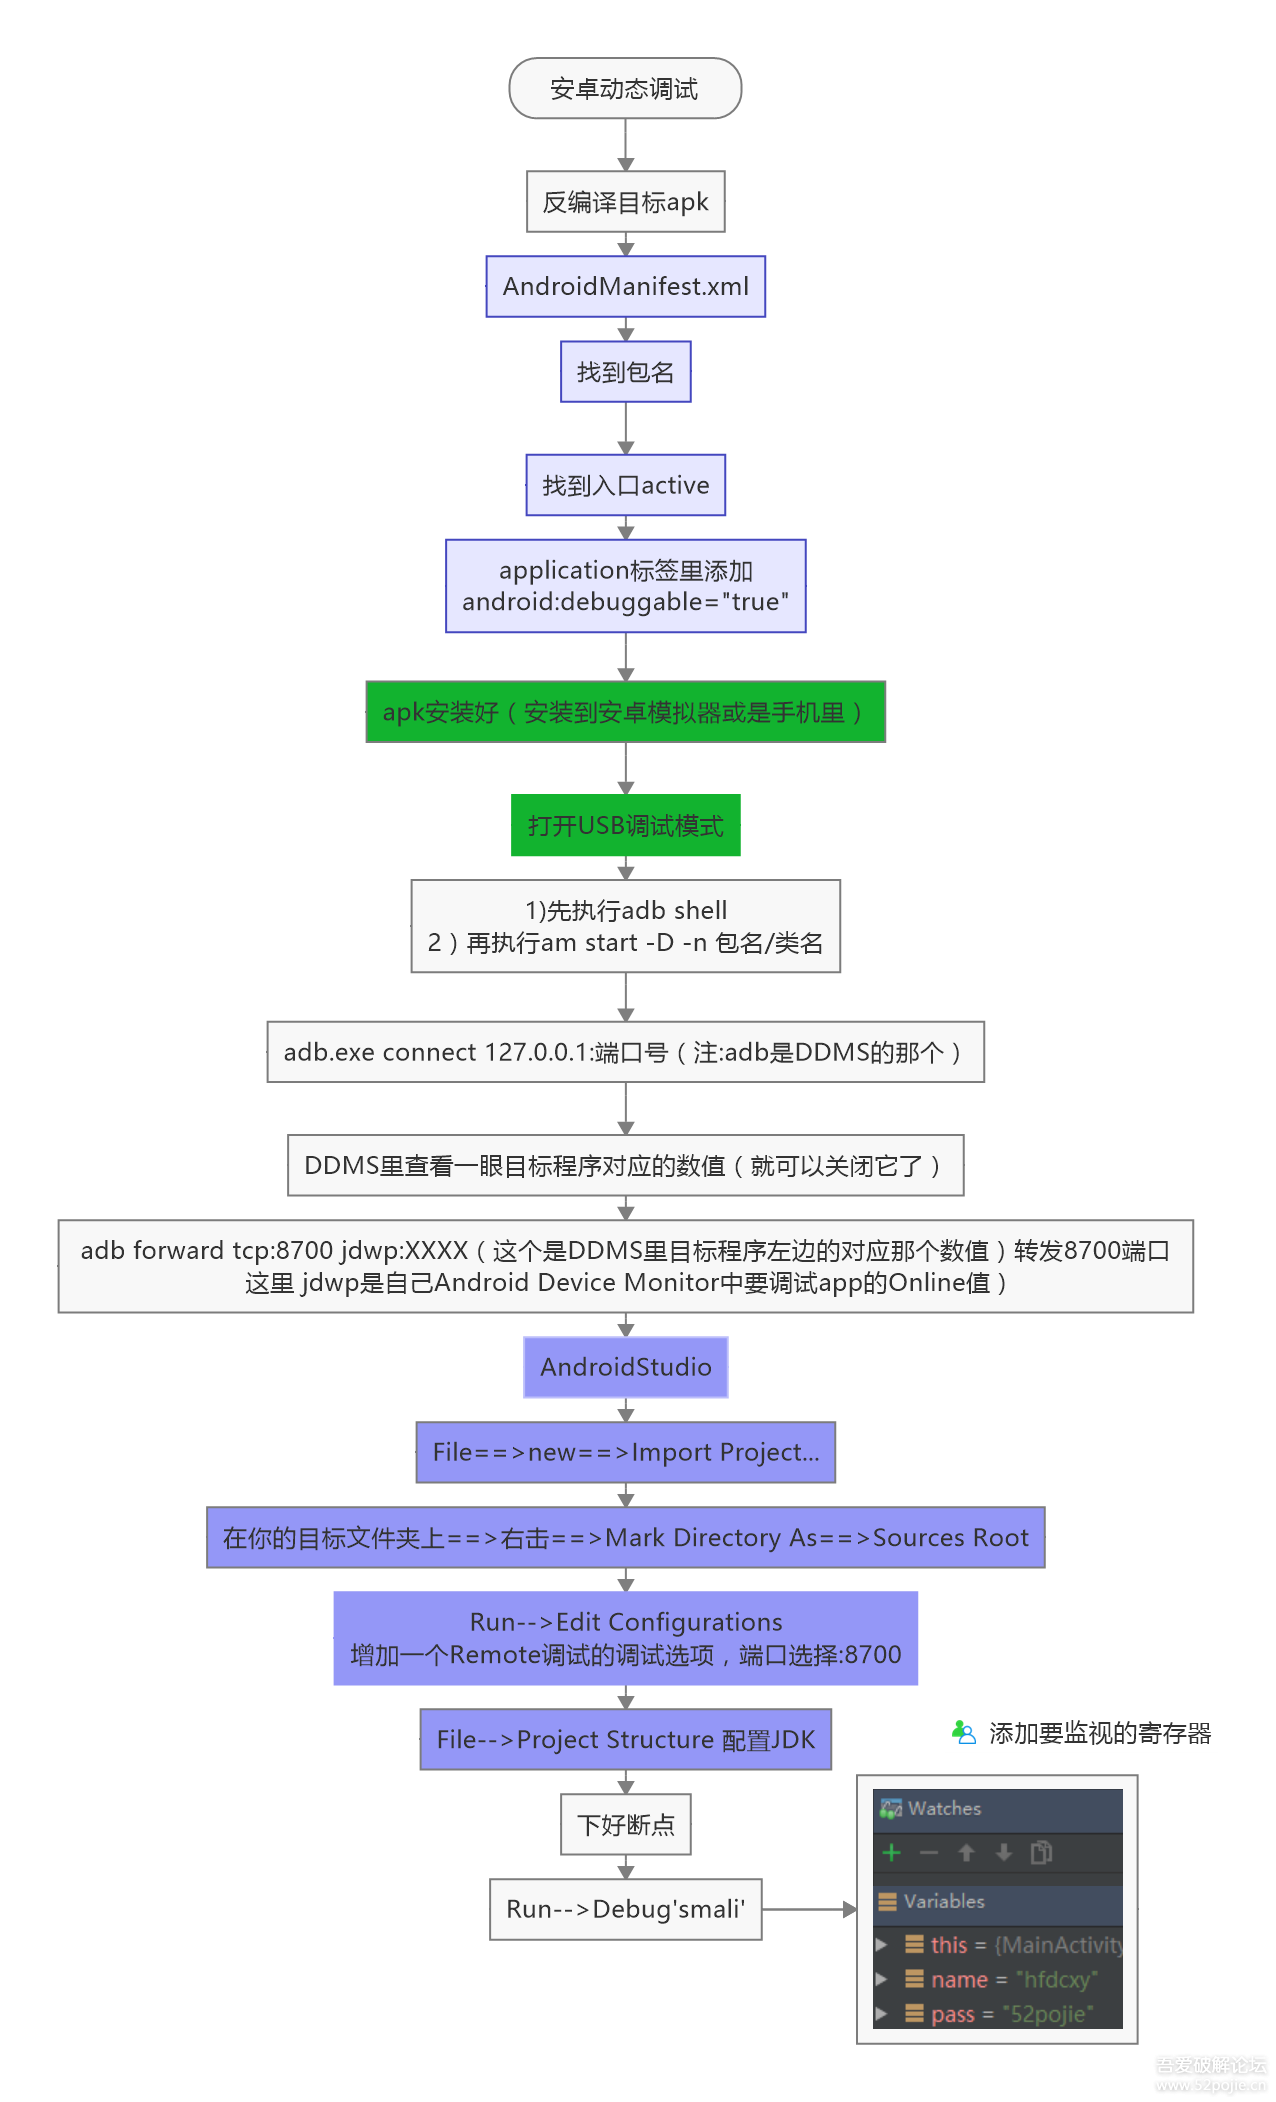 安卓动态调试
反编译目标apk
AndroidManifest.xml
找到包名
找到入口active
application标签里添加
android:debuggable="true"
apk安装好（安装到安卓模拟器或是手机里）
打开USB调试模式
1)先执行adb shell
2）再执行am start -D -n 包名/类名
adb.exe connect 127.0.0.1:端口号（注:adb是DDMS的那个）
DDMS里查看一眼目标程序对应的数值（就可以关闭它了）
adb forward tcp:8700 jdwp:XXXX（这个是DDMS里目标程序左边的对应那个数值）转发8700端口
这里 jdwp是自己Android Device Monitor中要调试app的Online值）
AndroidStudio
File==>new==>Import Project...
在你的目标文件夹上==>右击==>Mark Directory As==>Sources Root
Run-->Edit Configurations
增加一个Remote调试的调试选项，端口选择:8700
File-->Project Structure 配置JDK
添加要监视的寄存器
下好断点
Run-->Debug'smali'
Watches
Variables
this = {MainActivity
name = "hfdcxy"
pass = "52pojie"
吾爱破解论坛
www.52pojie.cn